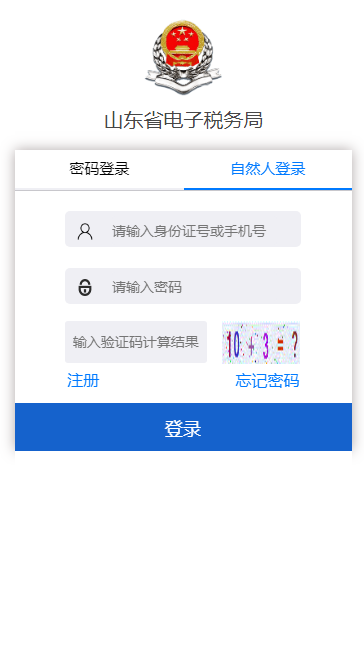 山东省电子税务局
密码登录 自然人登录
请输入身份证号或手机号
请输入密码
输入验证码计算结果 10 + 3 = ?
注册 忘记密码
登录